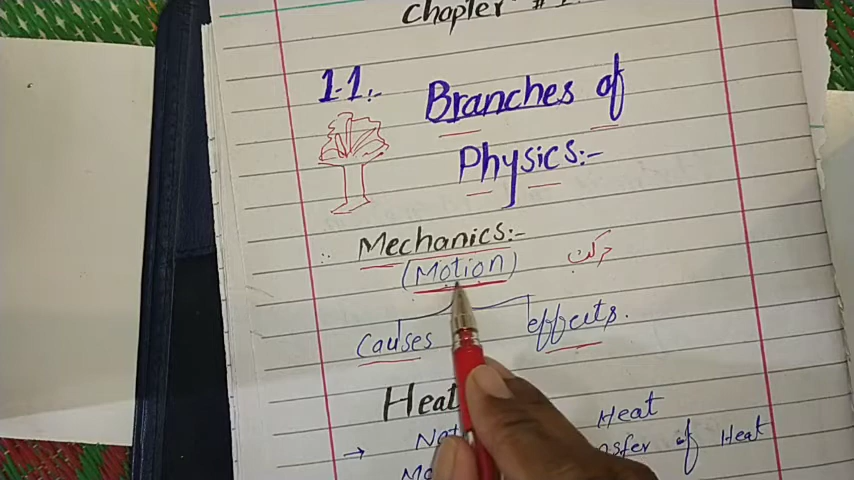 Chapter #
1.1:-
Branches of
Physics:-
Mechanics:-
(Motion) حرکت
Causes effects.
Heat
Heat
of Heat